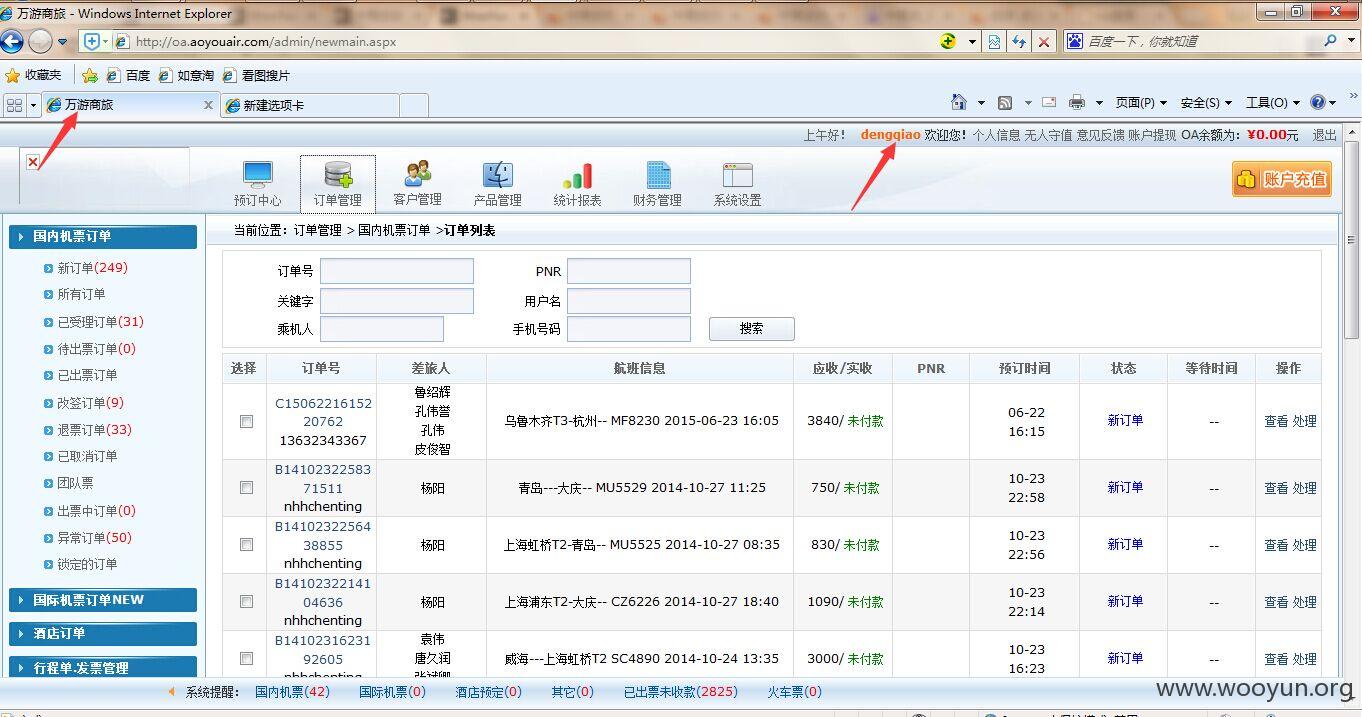 万游商旅 - Windows Internet Explorer
http://oa.aoyouair.com/admin/newmain.aspx
百度一下，你就知道
收藏夹 百度 如意淘 看图搜片
万游商旅 新建选项卡 页面(P) 安全(S) 工具(O)
上午好! dengqiao 欢迎您! 个人信息 无人守值 意见反馈 账户提现 OA余额为: ¥0.00元 退出
预订中心 订单管理 客户管理 产品管理 统计报表 财务管理 系统设置 账户充值
当前位置: 订单管理 > 国内机票订单 >订单列表
国内机票订单
新订单(249)
所有订单
已受理订单(31)
待出票订单(0)
已出票订单
改签订单(9)
退票订单(33)
已取消订单
团队票
出票中订单(0)
异常订单(50)
锁定的订单
国际机票订单NEW
酒店订单
行程单.发票管理
订单号 PNR
关键字 用户名
乘机人 手机号码 搜索
选择 订单号 差旅人 航班信息 应收/实收 PNR 预订时间 状态 等待时间 操作
C15062216152
20762
13632343367
鲁绍辉
孔伟誉
孔伟
皮俊智
乌鲁木齐T3-杭州-- MF8230 2015-06-23 16:05
3840/ 未付款
06-22
16:15
新订单
--
查看 处理
B14102322583
71511
nhhchenting
杨阳
青岛---大庆-- MU5529 2014-10-27 11:25
750/ 未付款
10-23
22:58
新订单
--
查看 处理
B14102322564
38855
nhhchenting
杨阳
上海虹桥T2-青岛-- MU5525 2014-10-27 08:35
830/ 未付款
10-23
22:56
新订单
--
查看 处理
B14102322141
04636
nhhchenting
杨阳
上海浦东T2-大庆-- CZ6226 2014-10-27 18:40
1090/ 未付款
10-23
22:14
新订单
--
查看 处理
B14102316231
92605
nhhchenting
袁伟
唐久润
威海---上海虹桥T2 SC4890 2014-10-24 13:35
3000/ 未付款
10-23
16:23
新订单
--
查看 处理
系统提醒: 国内机票(42) 国际机票(0) 酒店预定(0) 其它(0) 已出票未收款(2825) 火车票(0)
www.wooyun.org